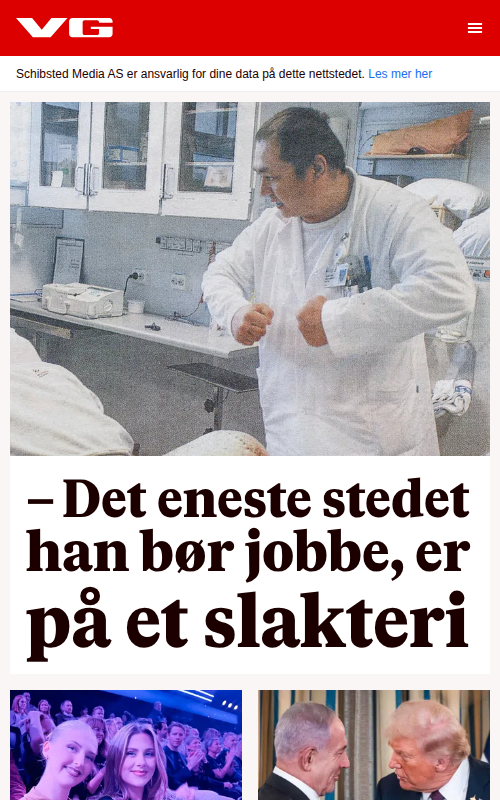 VG
Schibsted Media AS er ansvarlig for dine data på dette nettstedet. Les mer her
– Det eneste stedet
han bør jobbe, er
på et slakteri